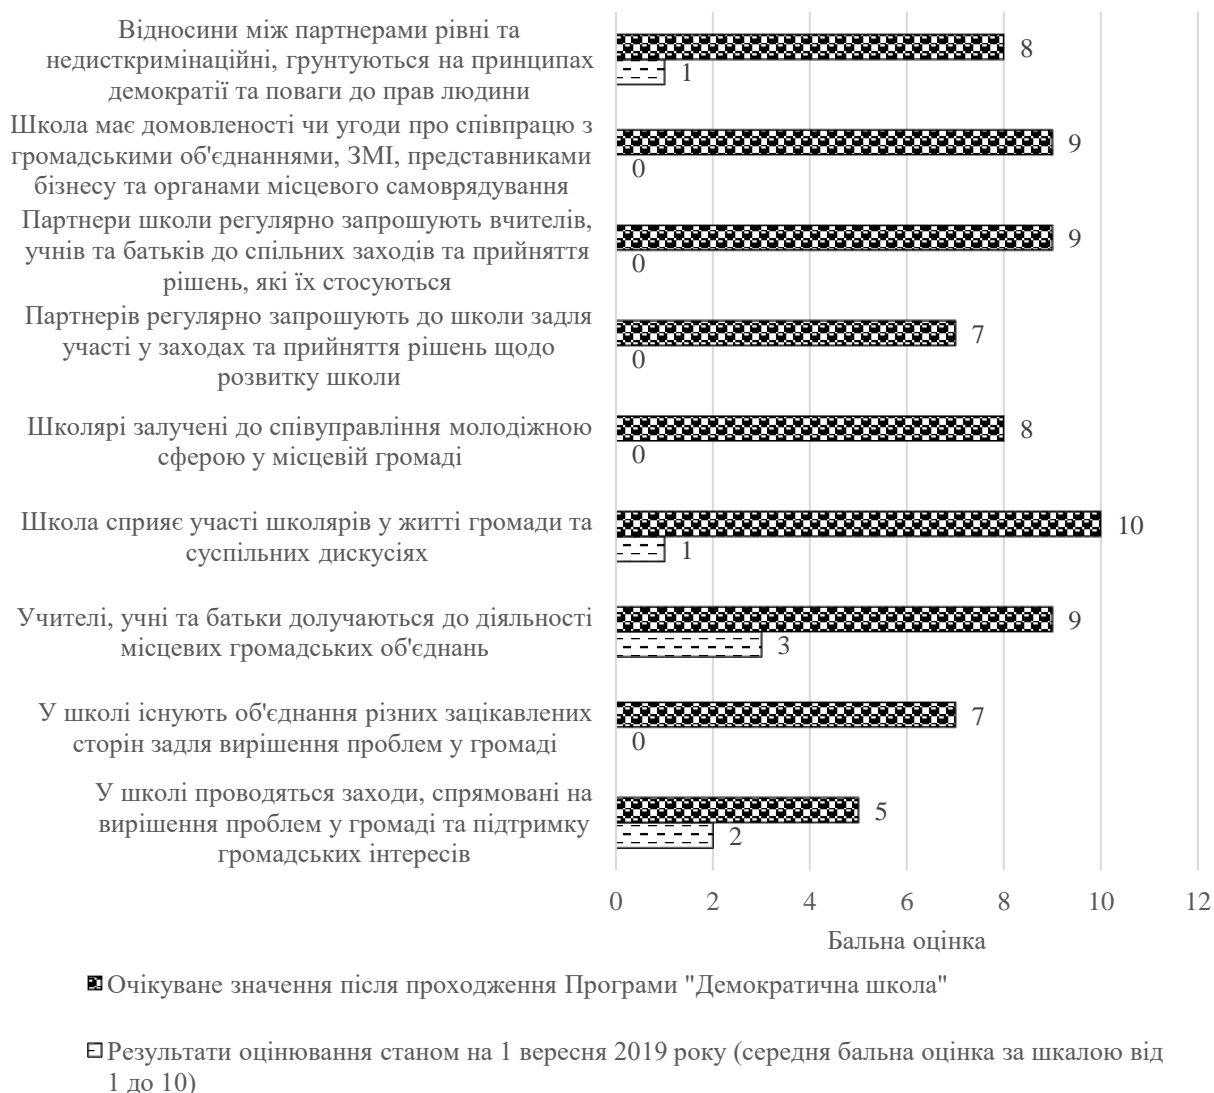 Відносини між партнерами рівні та
недисткримінаційні, грунтуються на принципах
демократії та поваги до прав людини
8
1
Школа має домовленості чи угоди про співпрацю з
громадськими об'єднаннями, ЗМІ, представниками
бізнесу та органами місцевого самоврядування
9
0
Партнери школи регулярно запрошують вчителів,
учнів та батьків до спільних заходів та прийняття
рішень, які їх стосуються
9
0
Партнерів регулярно запрошують до школи задля
участі у заходах та прийняття рішень щодо
розвитку школи
7
0
Школярі залучені до співуправління молодіжною
сферою у місцевій громаді
8
0
Школа сприяє участі школярів у житті громади та
суспільних дискусіях
10
1
Учителі, учні та батьки долучаються до діяльності
місцевих громадських об'єднань
9
3
У школі існують об'єднання різних зацікавлених
сторін задля вирішення проблем у громаді
7
0
У школі проводяться заходи, спрямовані на
вирішення проблем у громаді та підтримку
громадських інтересів
5
2
0 2 4 6 8 10 12
Бальна оцінка
Очікуване значення після проходження Програми "Демократична школа"
Результати оцінювання станом на 1 вересня 2019 року (середня бальна оцінка за шкалою від
1 до 10)